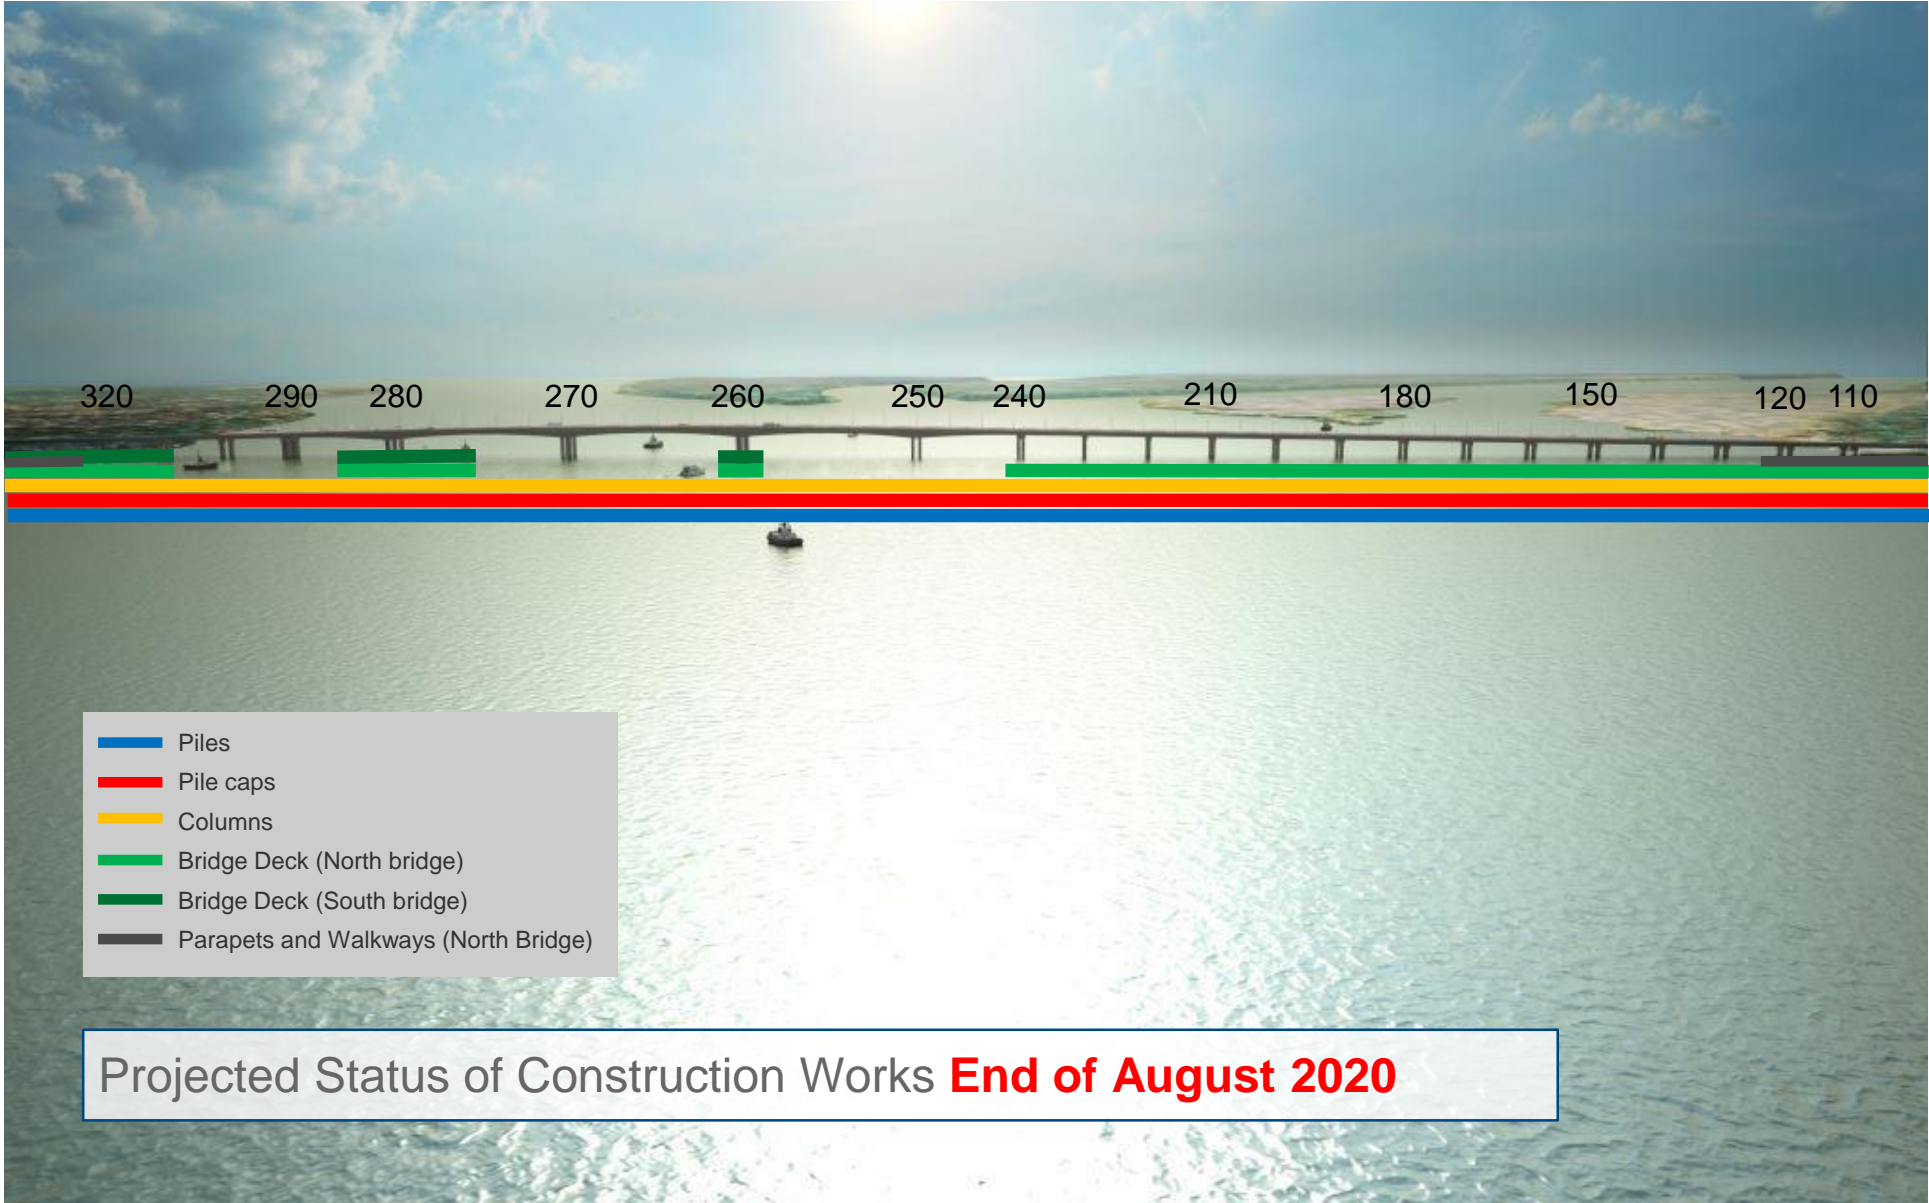 320 290 280 270 260 250 240 210 180 150 120 110
Piles
Pile caps
Columns
Bridge Deck (North bridge)
Bridge Deck (South bridge)
Parapets and Walkways (North Bridge)
Projected Status of Construction Works End of August 2020